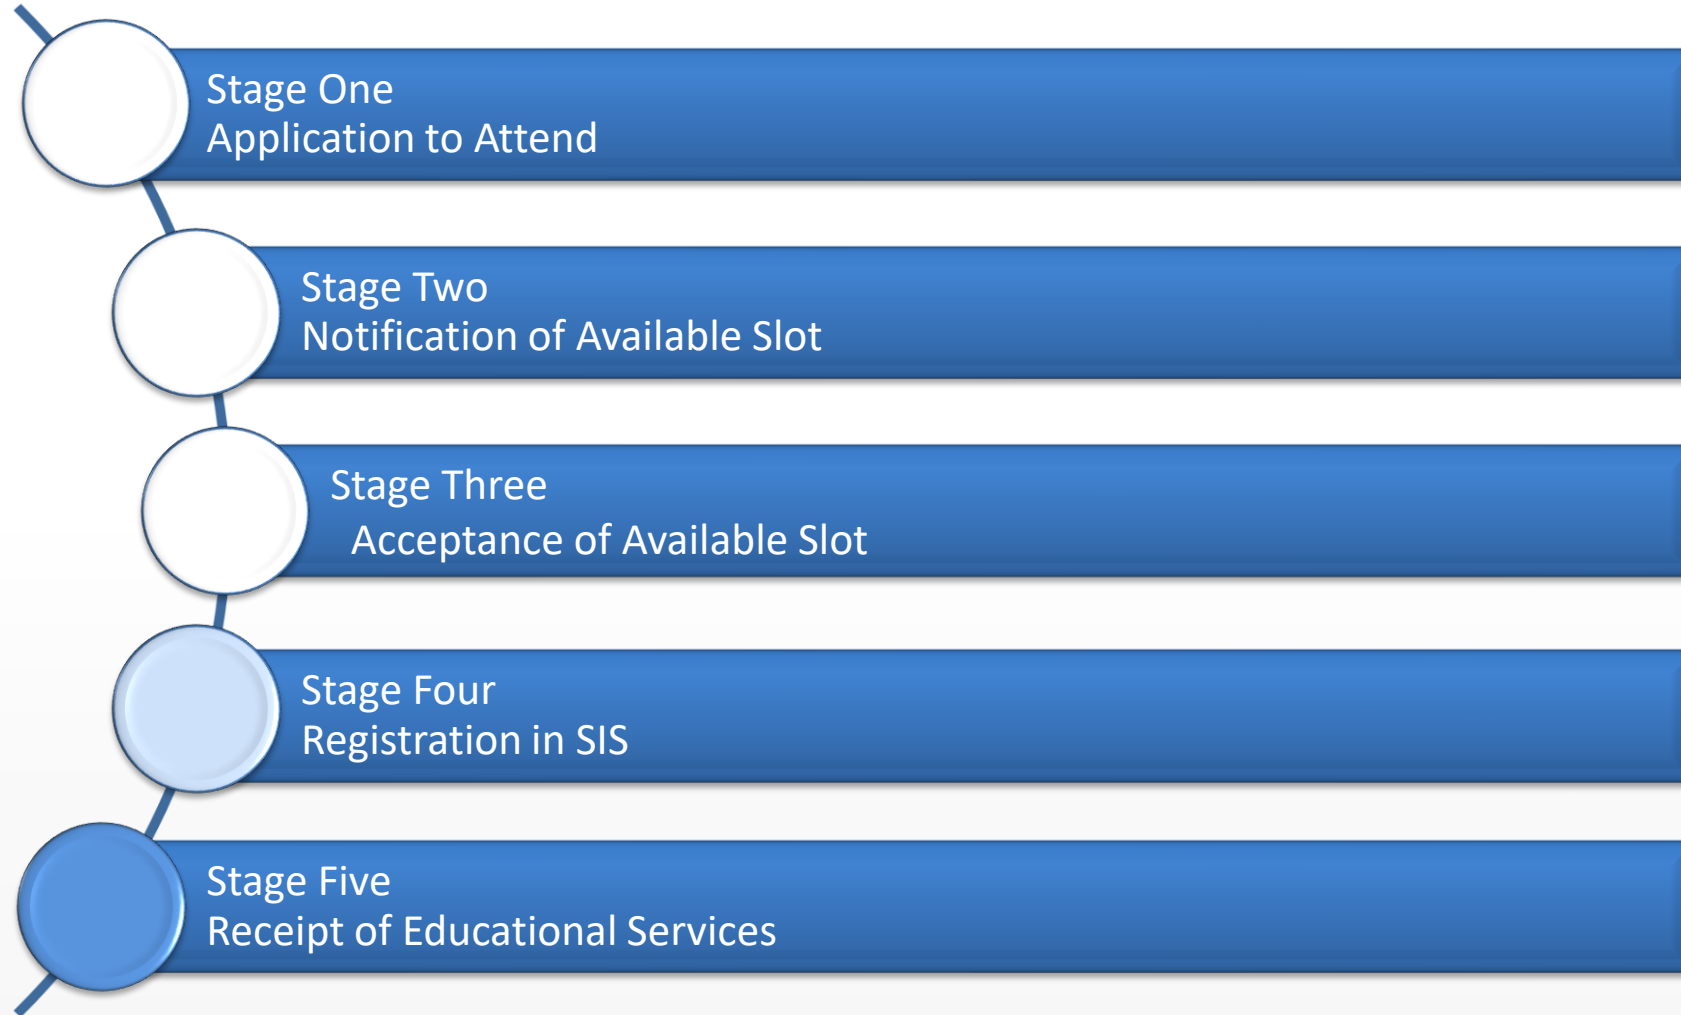 Stage One
Application to Attend
Stage Two
Notification of Available Slot
Stage Three
Acceptance of Available Slot
Stage Four
Registration in SIS
Stage Five
Receipt of Educational Services